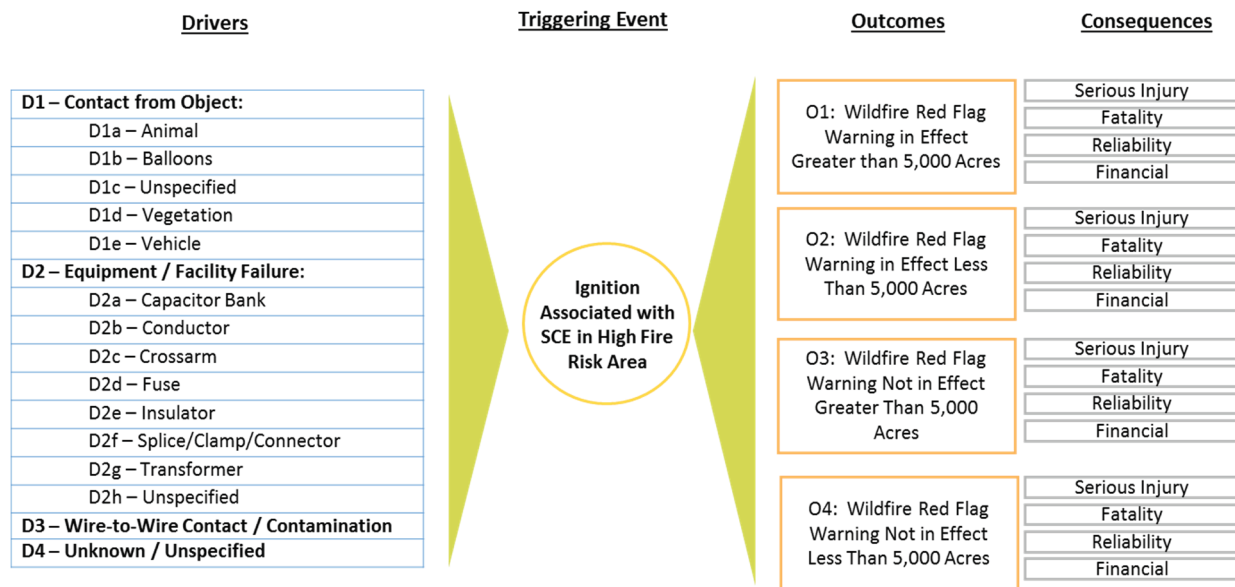 Drivers
Triggering Event
Outcomes
Consequences
D1 – Contact from Object:
D1a – Animal
D1b – Balloons
D1c – Unspecified
D1d – Vegetation
D1e – Vehicle
D2 – Equipment / Facility Failure:
D2a – Capacitor Bank
D2b – Conductor
D2c – Crossarm
D2d – Fuse
D2e – Insulator
D2f – Splice/Clamp/Connector
D2g – Transformer
D2h – Unspecified
D3 – Wire-to-Wire Contact / Contamination
D4 – Unknown / Unspecified
Ignition
Associated with
SCE in High Fire
Risk Area
O1: Wildfire Red Flag
Warning in Effect
Greater than 5,000 Acres
Serious Injury
Fatality
Reliability
Financial
O2: Wildfire Red Flag
Warning in Effect Less
Than 5,000 Acres
Serious Injury
Fatality
Reliability
Financial
O3: Wildfire Red Flag
Warning Not in Effect
Greater Than 5,000
Acres
Serious Injury
Fatality
Reliability
Financial
O4: Wildfire Red Flag
Warning Not in Effect
Less Than 5,000 Acres
Serious Injury
Fatality
Reliability
Financial